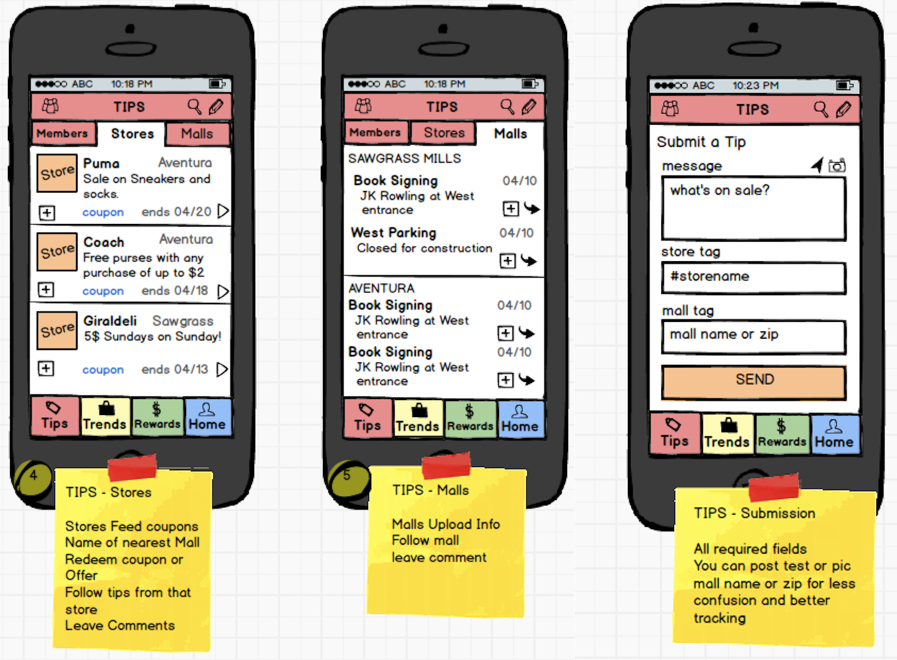 ABC 10:18 PM
TIPS
Members Stores Malls
Store
Puma Aventura
Sale on Sneakers and
socks.
coupon ends 04/20
Store
Coach Aventura
Free purses with any
purchase of up to $2
coupon ends 04/18
Store
Giraldeli Sawgrass
5$ Sundays on Sunday!
coupon ends 04/13
Tips Trends $ Rewards Home
4
TIPS - Stores
Stores Feed coupons
Name of nearest Mall
Redeem coupon or
Offer
Follow tips from that
store
Leave Comments
ABC 10:18 PM
TIPS
Members Stores Malls
SAWGRASS MILLS
Book Signing 04/10
JK Rowling at West
entrance
West Parking 04/10
Closed for construction
AVENTURA
Book Signing 04/10
JK Rowling at West
entrance
Book Signing 04/10
JK Rowling at West
entrance
Tips Trends $ Rewards Home
5
TIPS - Malls
Malls Upload Info
Follow mall
leave comment
ABC 10:23 PM
TIPS
Submit a Tip
message
what's on sale?
store tag
#storename
mall tag
mall name or zip
SEND
Tips Trends $ Rewards Home
TIPS - Submission
All required fields
You can post test or pic
mall name or zip for less
confusion and better
tracking